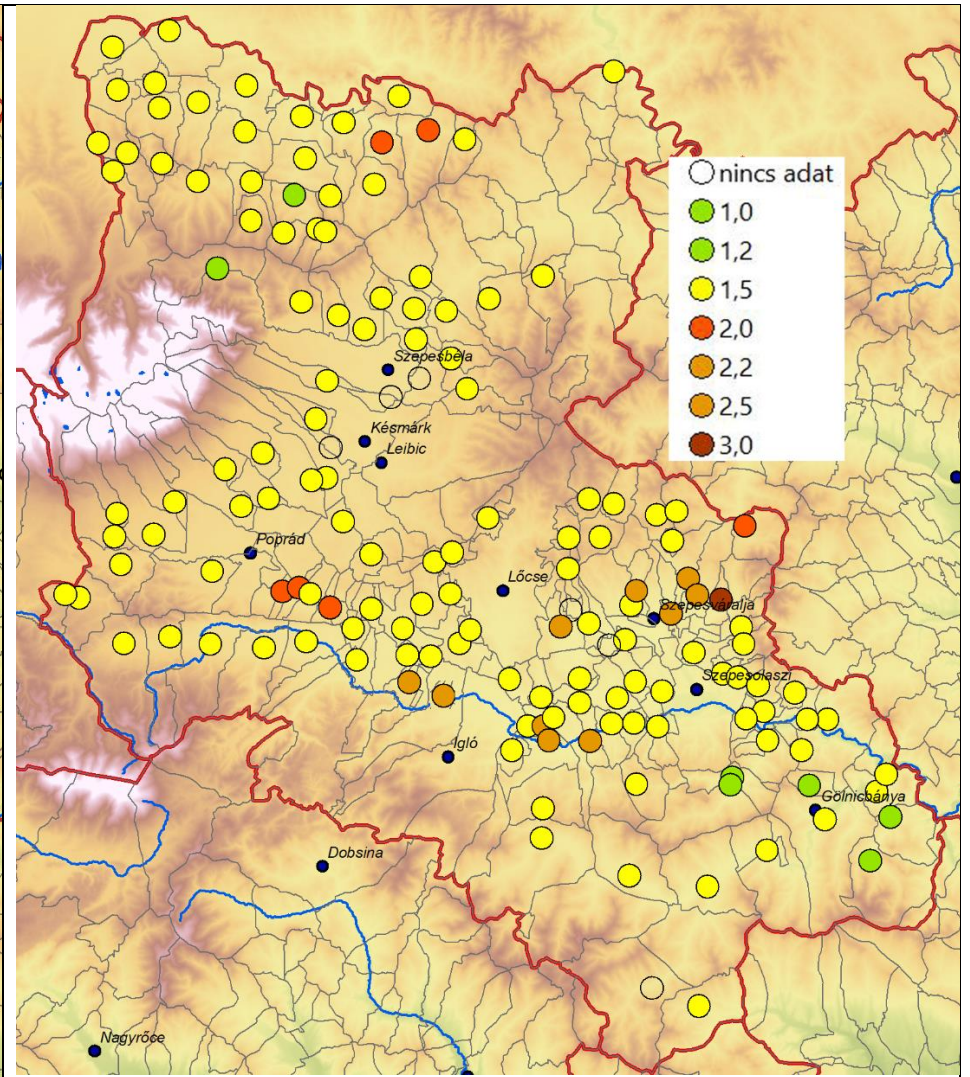 nincs adat
1,0
1,2
1,5
2,0
2,2
2,5
3,0
Szepesbéla
Késmárk
Leibic
Poprád
Lőcse
Szepesváralja
Szepesolaszi
Igló
Gölnicbánya
Dobsina
Nagyrőce